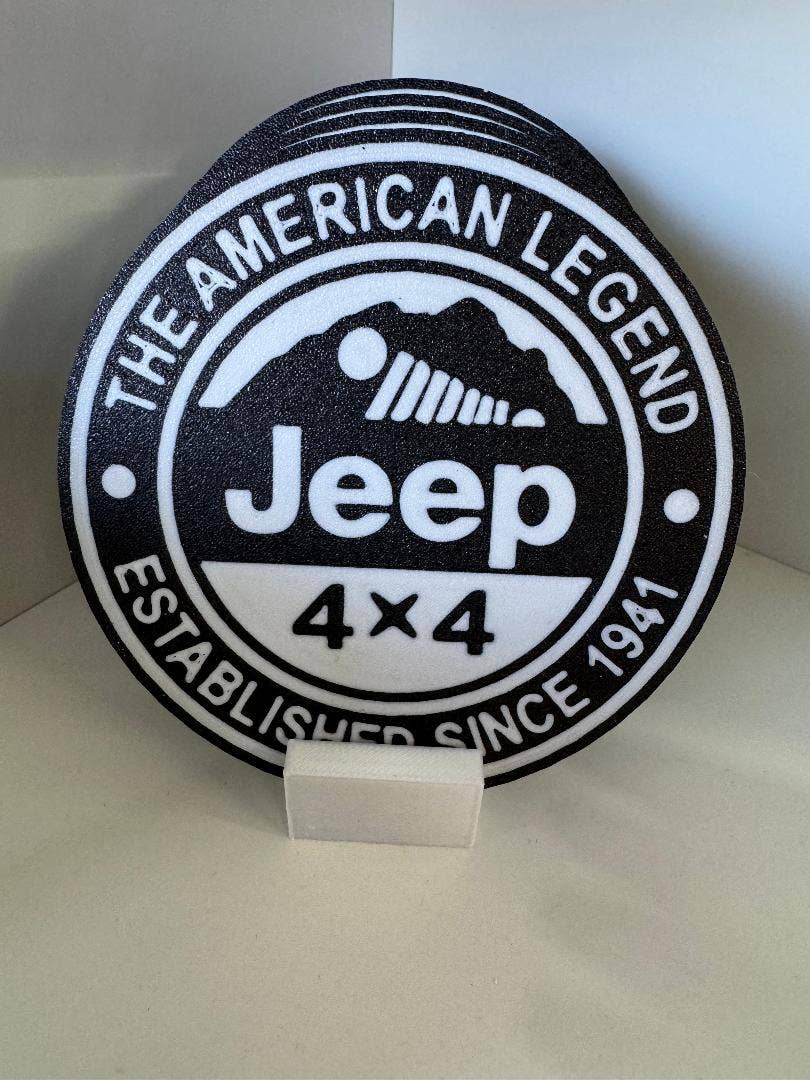 THE AMERICAN LEGEND
Jeep
4×4
ESTABLISHED SINCE 1941